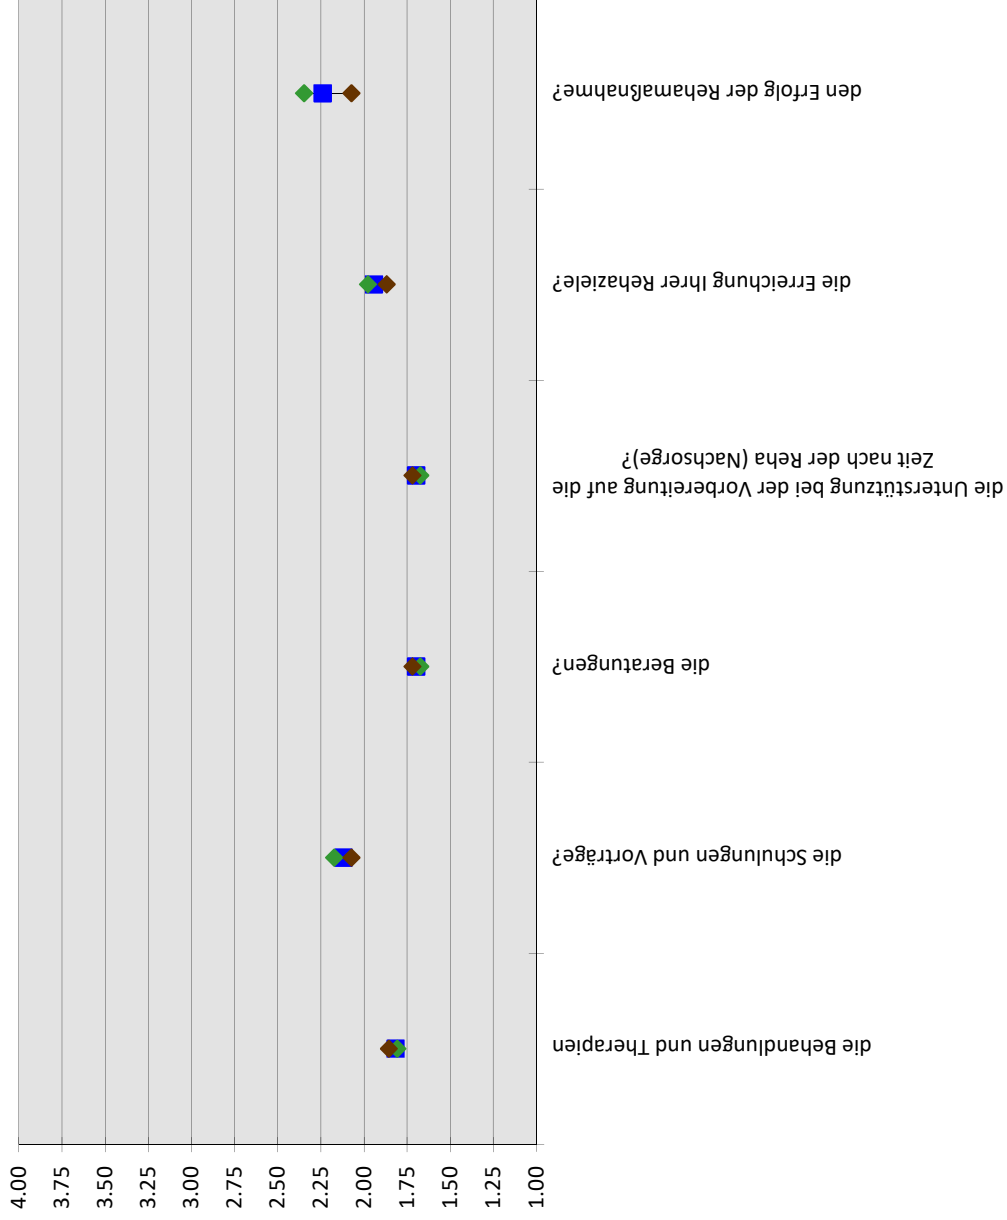 den Erfolg der Rehamaßnahme?
die Erreichung Ihrer Rehaziele?
die Unterstützung bei der Vorbereitung auf die
Zeit nach der Reha (Nachsorge)?
die Beratungen?
die Schulungen und Vorträge?
die Behandlungen und Therapien
4.00
3.75
3.50
3.25
3.00
2.75
2.50
2.25
2.00
1.75
1.50
1.25
1.00